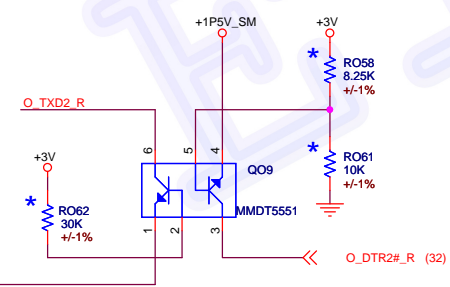 +1P5V_SM
+3V
*
RO58
8.25K
+/-1%
O_TXD2_R
6
5
4
*
RO61
10K
+/-1%
+3V
QO9
MMDT5551
*
RO62
30K
+/-1%
1
2
3
O_DTR2#_R (32)